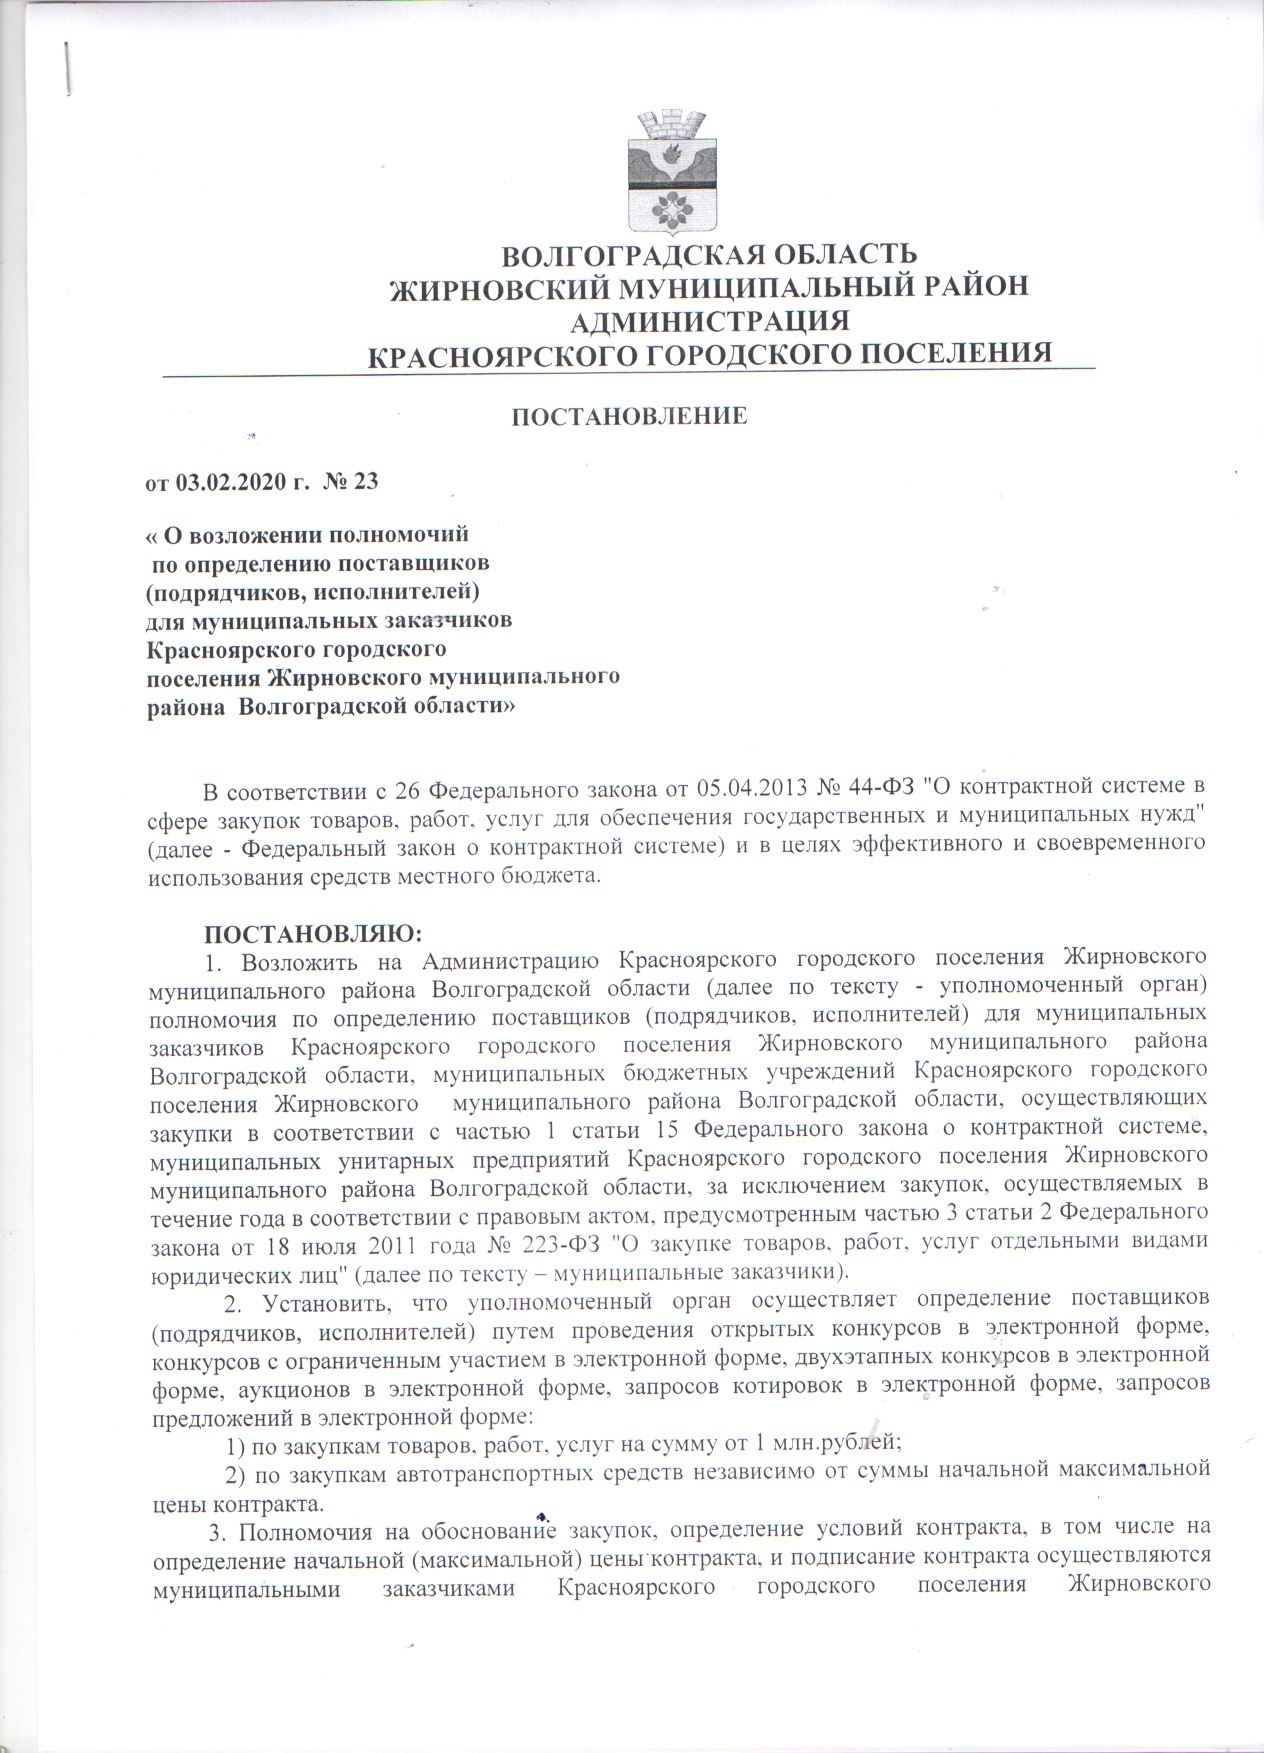 ВОЛГОГРАДСКАЯ ОБЛАСТЬ
ЖИРНОВСКИЙ МУНИЦИПАЛЬНЫЙ РАЙОН
АДМИНИСТРАЦИЯ
КРАСНОЯРСКОГО ГОРОДСКОГО ПОСЕЛЕНИЯ
ПОСТАНОВЛЕНИЕ
от 03.02.2020 г. № 23
« О возложении полномочий
по определению поставщиков
(подрядчиков, исполнителей)
для муниципальных заказчиков
Красноярского городского
поселения Жирновского муниципального
района Волгоградской области»
В соответствии с 26 Федерального закона от 05.04.2013 № 44-ФЗ "О контрактной системе в
сфере закупок товаров, работ, услуг для обеспечения государственных и муниципальных нужд"
(далее - Федеральный закон о контрактной системе) и в целях эффективного и своевременного
использования средств местного бюджета.
ПОСТАНОВЛЯЮ:
1. Возложить на Администрацию Красноярского городского поселения Жирновского
муниципального района Волгоградской области (далее по тексту - уполномоченный орган)
полномочия по определению поставщиков (подрядчиков, исполнителей) для муниципальных
заказчиков Красноярского городского поселения Жирновского муниципального района
Волгоградской области, муниципальных бюджетных учреждений Красноярского городского
поселения Жирновского муниципального района Волгоградской области, осуществляющих
закупки в соответствии с частью 1 статьи 15 Федерального закона о контрактной системе,
муниципальных унитарных предприятий Красноярского городского поселения Жирновского
муниципального района Волгоградской области, за исключением закупок, осуществляемых в
течение года в соответствии с правовым актом, предусмотренным частью 3 статьи 2 Федерального
закона от 18 июля 2011 года № 223-ФЗ "О закупке товаров, работ, услуг отдельными видами
юридических лиц" (далее по тексту – муниципальные заказчики).
2. Установить, что уполномоченный орган осуществляет определение поставщиков
(подрядчиков, исполнителей) путем проведения открытых конкурсов в электронной форме,
конкурсов с ограниченным участием в электронной форме, двухэтапных конкурсов в электронной
форме, аукционов в электронной форме, запросов котировок в электронной форме, запросов
предложений в электронной форме:
1) по закупкам товаров, работ, услуг на сумму от 1 млн.рублей;
2) по закупкам автотранспортных средств независимо от суммы начальной максимальной
цены контракта.
3. Полномочия на обоснование закупок, определение условий контракта, в том числе на
определение начальной (максимальной) цены контракта, и подписание контракта осуществляются
муниципальными заказчиками Красноярского городского поселения Жирновского